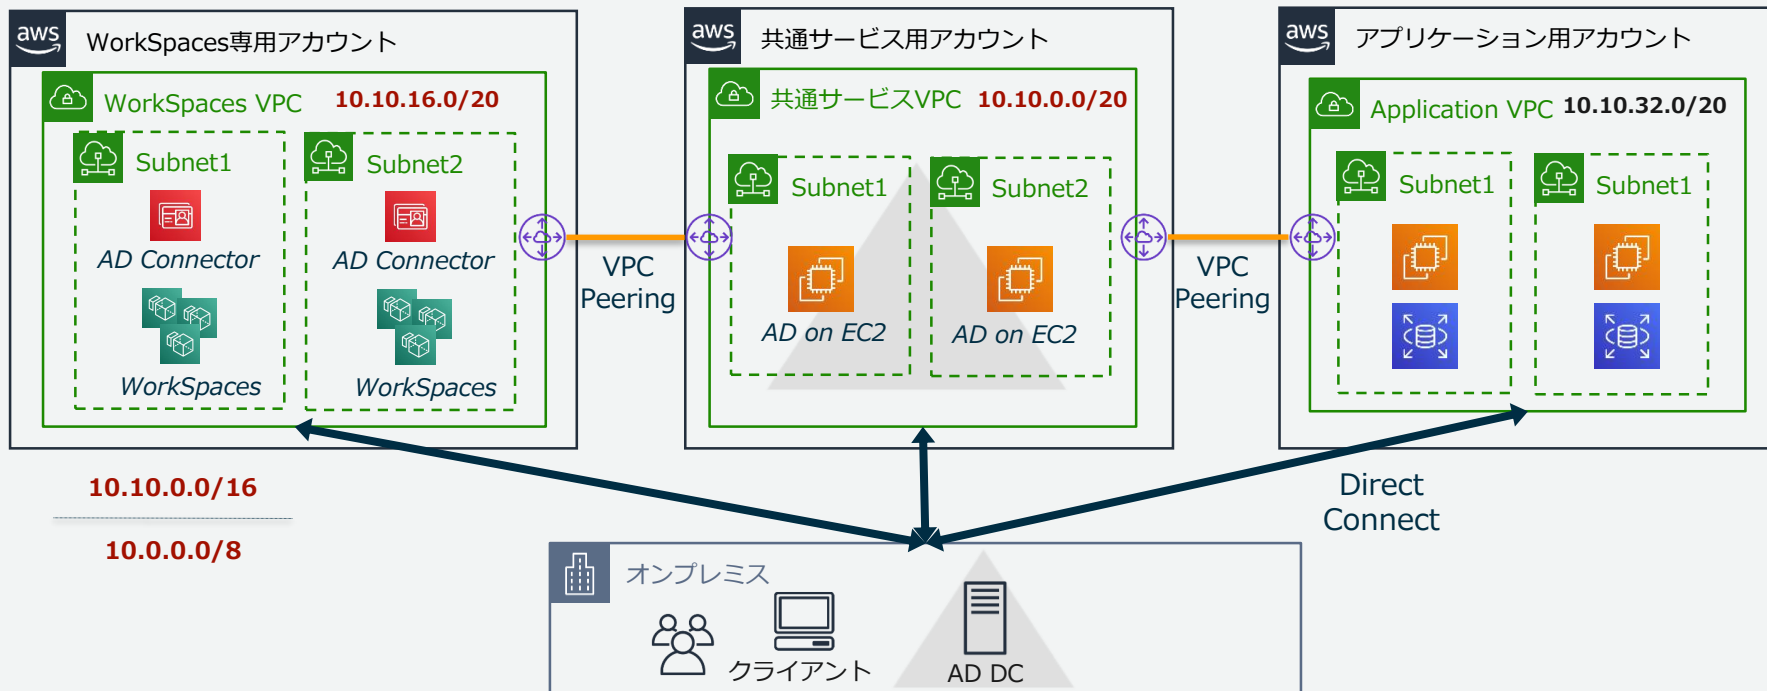 aws
WorkSpaces専用アカウント
WorkSpaces VPC
10.10.16.0/20
Subnet1
AD Connector
WorkSpaces
Subnet2
AD Connector
WorkSpaces
VPC
Peering
aws
共通サービス用アカウント
共通サービスVPC
10.10.0.0/20
Subnet1
AD on EC2
Subnet2
AD on EC2
VPC
Peering
aws
アプリケーション用アカウント
Application VPC
10.10.32.0/20
Subnet1
Subnet1
10.10.0.0/16
10.0.0.0/8
Direct
Connect
オンプレミス
クライアント
AD DC